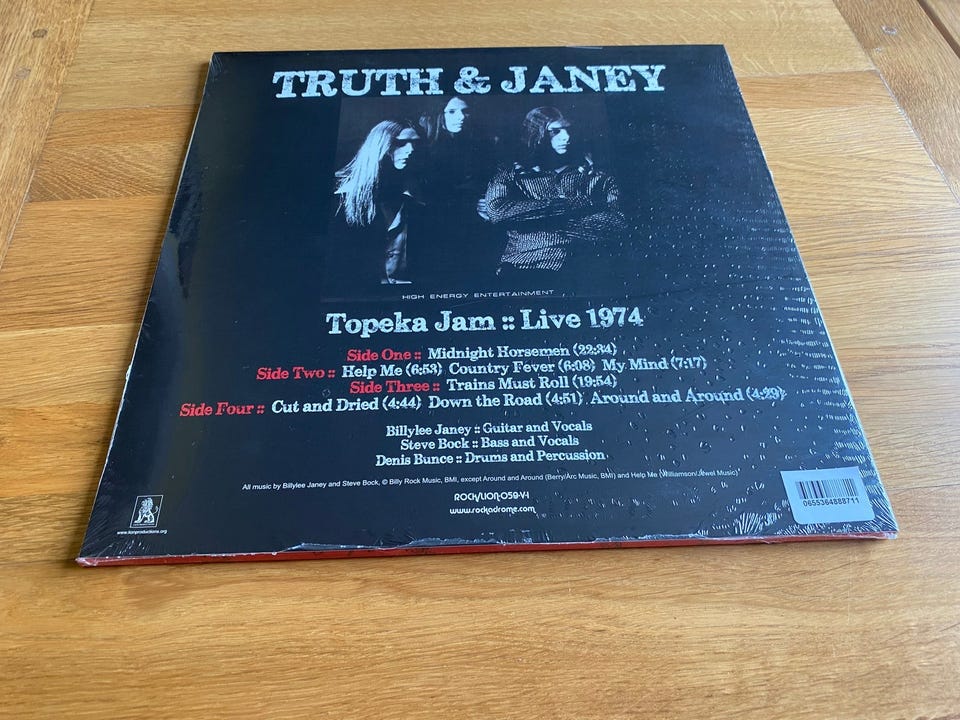 TRUTH & JANEY
HIGH ENERGY ENTERTAINMENT
Topeka Jam :: Live 1974
Side One :: Midnight Horsemen (22:34)
Side Two :: Help Me (6:53) Country Fever (6:08) My Mind (7:17)
Side Three :: Trains Must Roll (19:54)
Side Four :: Cut and Dried (4:44) Down the Road (4:51) Around and Around (4:29)
Billylee Janey :: Guitar and Vocals
Steve Bock :: Bass and Vocals
Denis Bunce :: Drums and Percussion
All music by Billylee Janey and Steve Bock, © Billy Rock Music, BMI, except Around and Around (Berry/Arc Music, BMI) and Help Me (Williamson/Jewel Music)
ROCK/LION-059-V-1
www.rockadrome.com
www.lionproductions.org
0655364888711